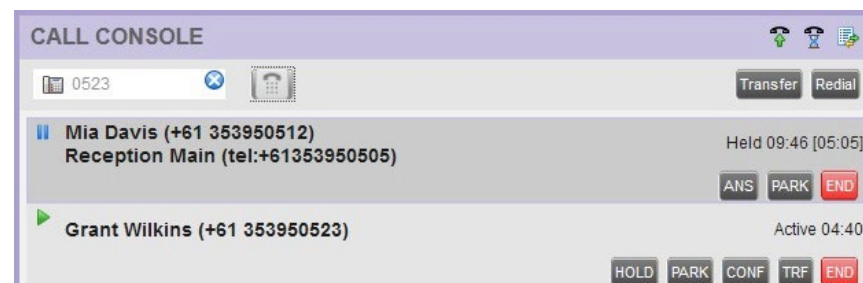 CALL CONSOLE
0523
Transfer Redial
Mia Davis (+61 353950512)
Reception Main (tel:+61353950505)
Held 09:46 [05:05]
ANS PARK END
Grant Wilkins (+61 353950523)
Active 04:40
HOLD PARK CONF TRF END